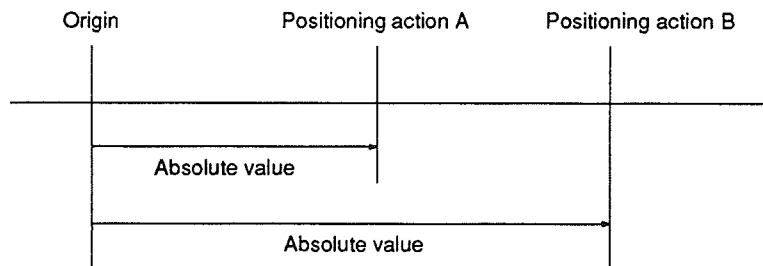 Origin
Positioning action A
Positioning action B
Absolute value
Absolute value